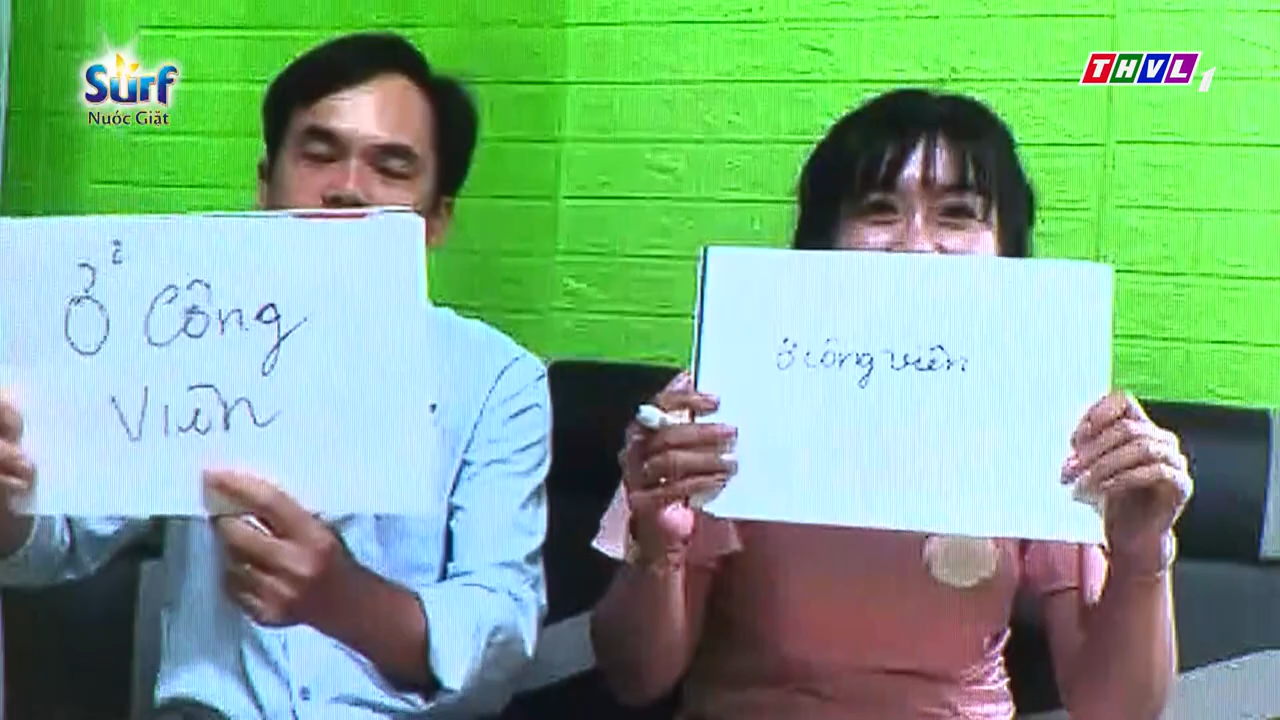 Surf
Nước Giặt
THVL1
Ở Công
Viên
ở công viên